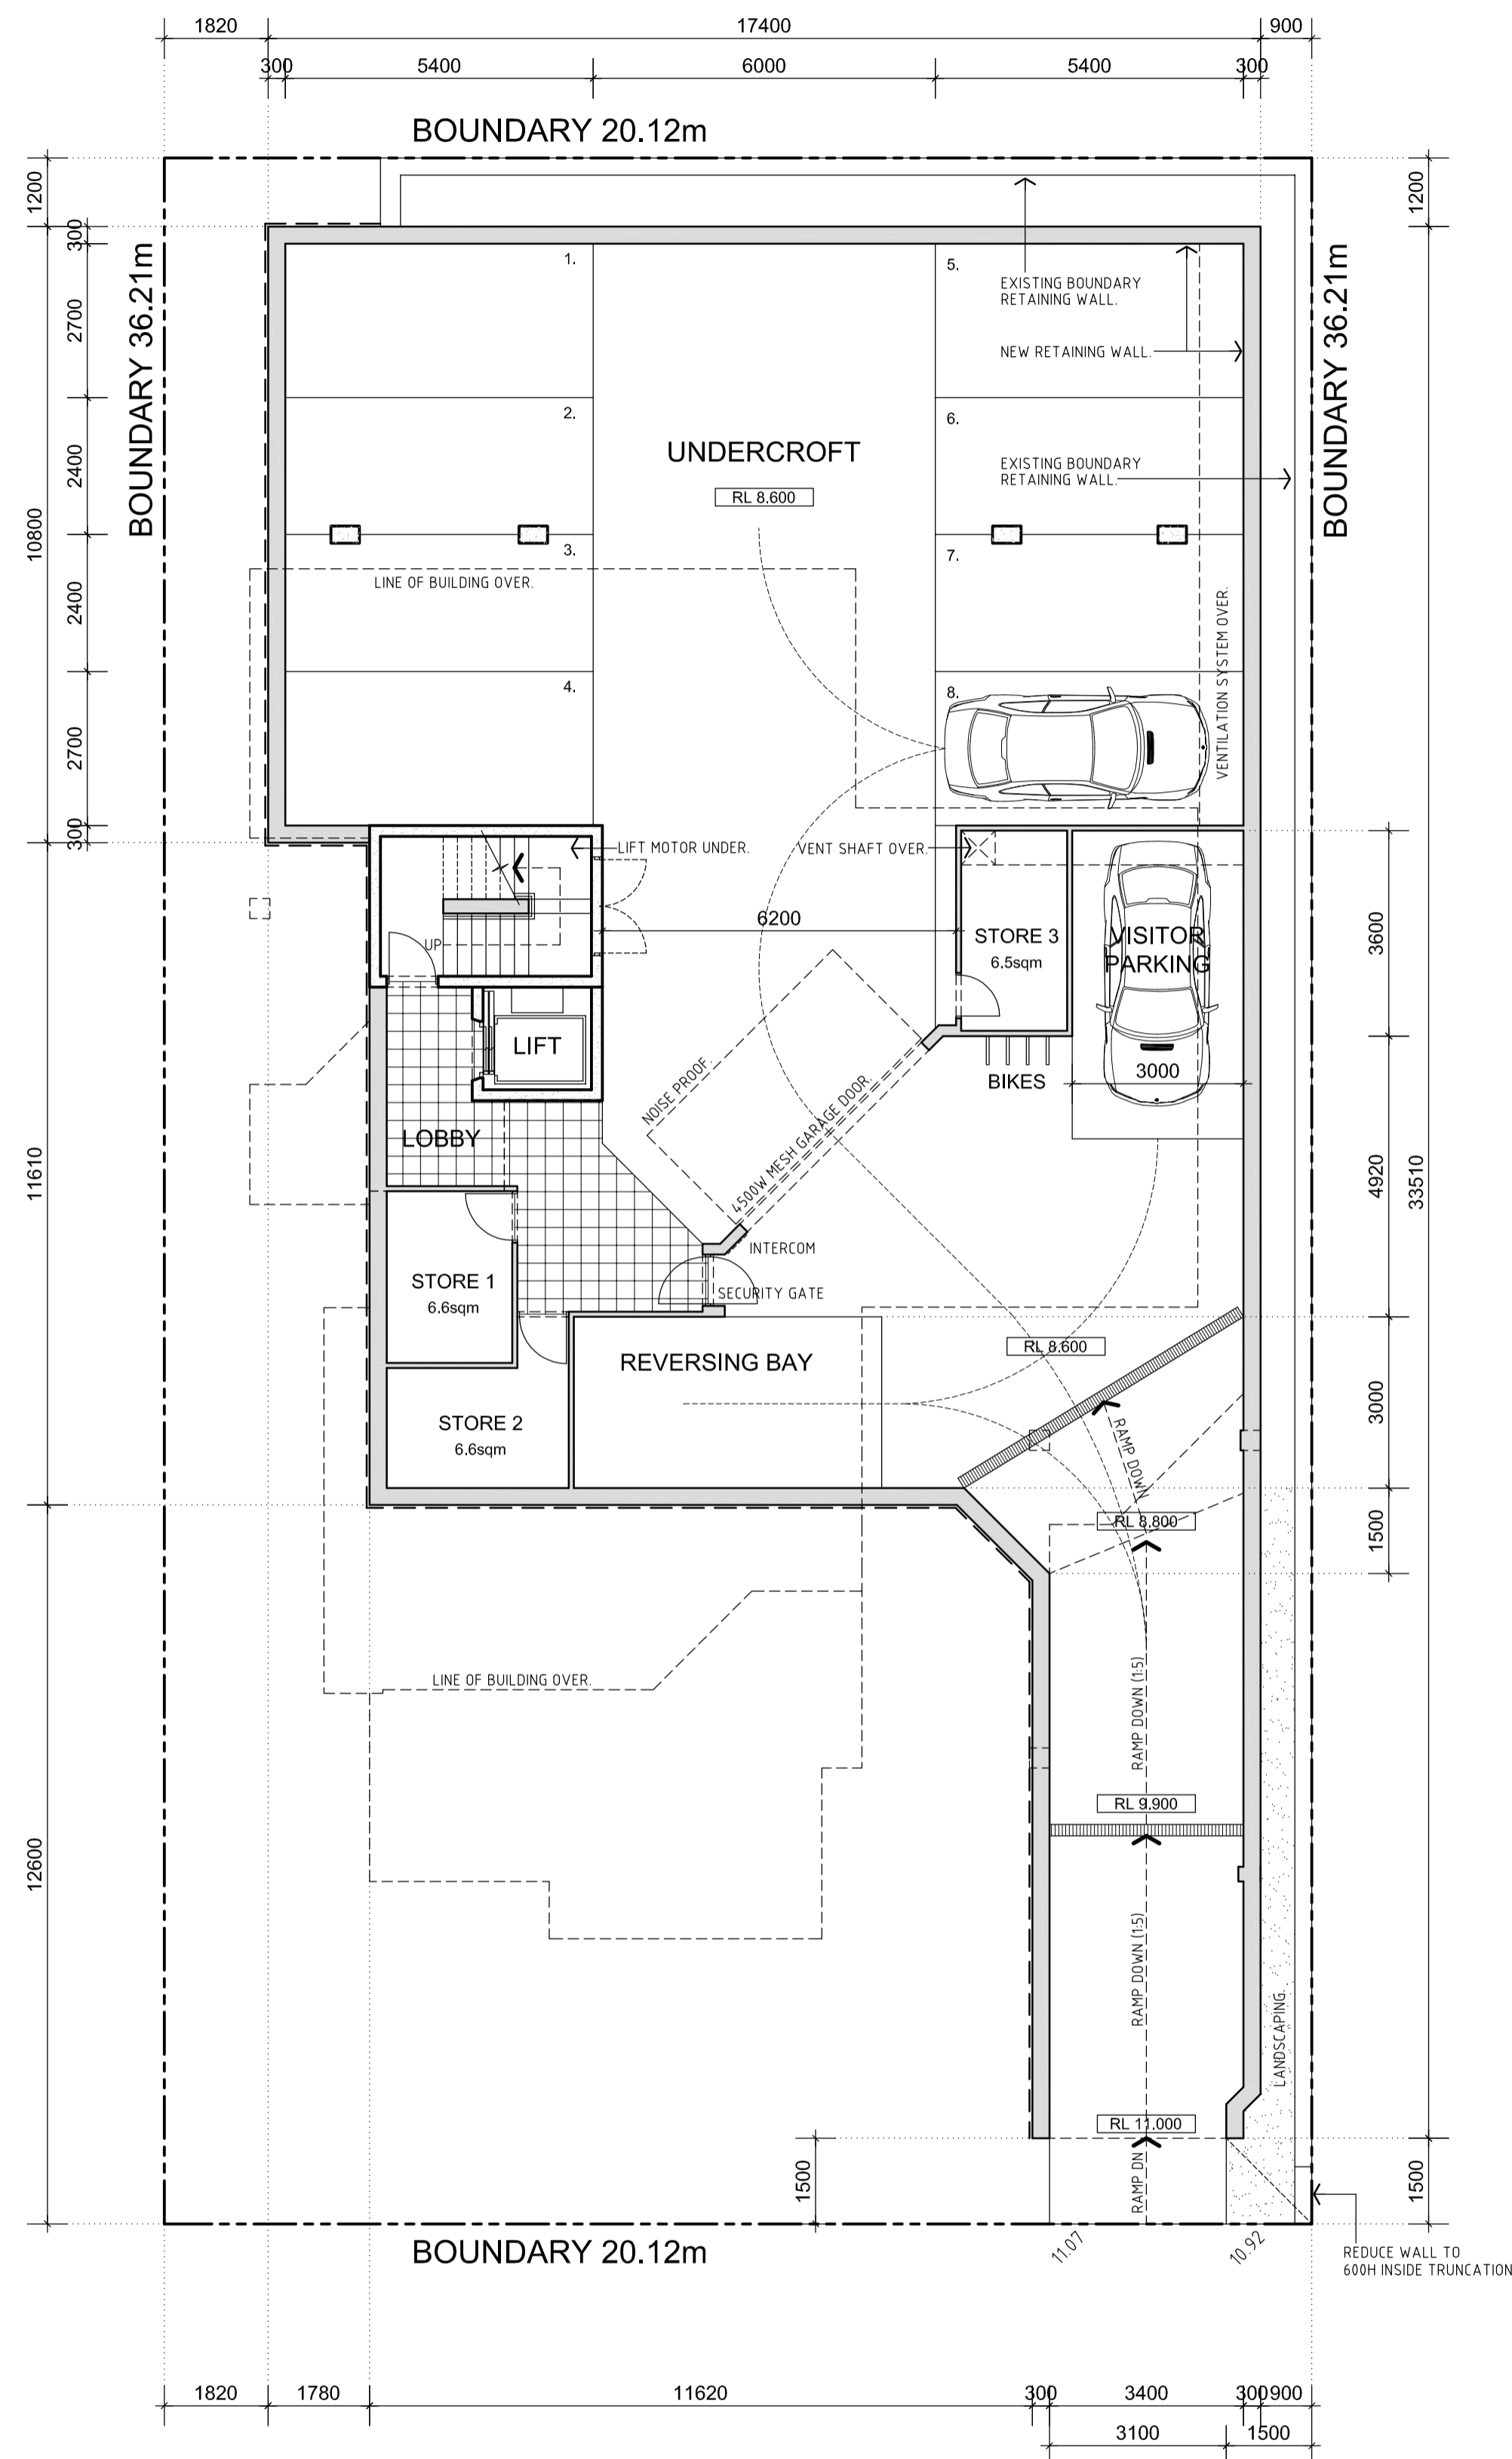 1820
17400
900
300
5400
6000
5400
300
BOUNDARY 20.12m
1200
300
2700
2400
10800
2400
2700
300
11610
12600
BOUNDARY 36.21m
BOUNDARY 36.21m
1200
33510
1500
3600
4920
3000
1500
1.
2.
3.
4.
5.
6.
7.
8.
EXISTING BOUNDARY
RETAINING WALL.
NEW RETAINING WALL.
UNDERCROFT
RL 8.600
EXISTING BOUNDARY
RETAINING WALL.
LINE OF BUILDING OVER.
VENTILATION SYSTEM OVER.
LIFT MOTOR UNDER.
VENT SHAFT OVER.
6200
UP
STORE 3
6.5sqm
VISITOR
PARKING
LIFT
NOISE PROOF.
4500W MESH GARAGE DOOR.
BIKES
3000
LOBBY
INTERCOM
SECURITY GATE
STORE 1
6.6sqm
REVERSING BAY
RL 8.600
STORE 2
6.6sqm
RAMP DOWN
RL 8.800
LINE OF BUILDING OVER.
RAMP DOWN (1:5)
RL 9.900
RAMP DOWN (1:5)
LANDSCAPING.
RL 11.000
1500
RAMP DN
BOUNDARY 20.12m
11.07
10.92
REDUCE WALL TO
600H INSIDE TRUNCATION
1820
1780
11620
300
3400
300
900
3100
1500